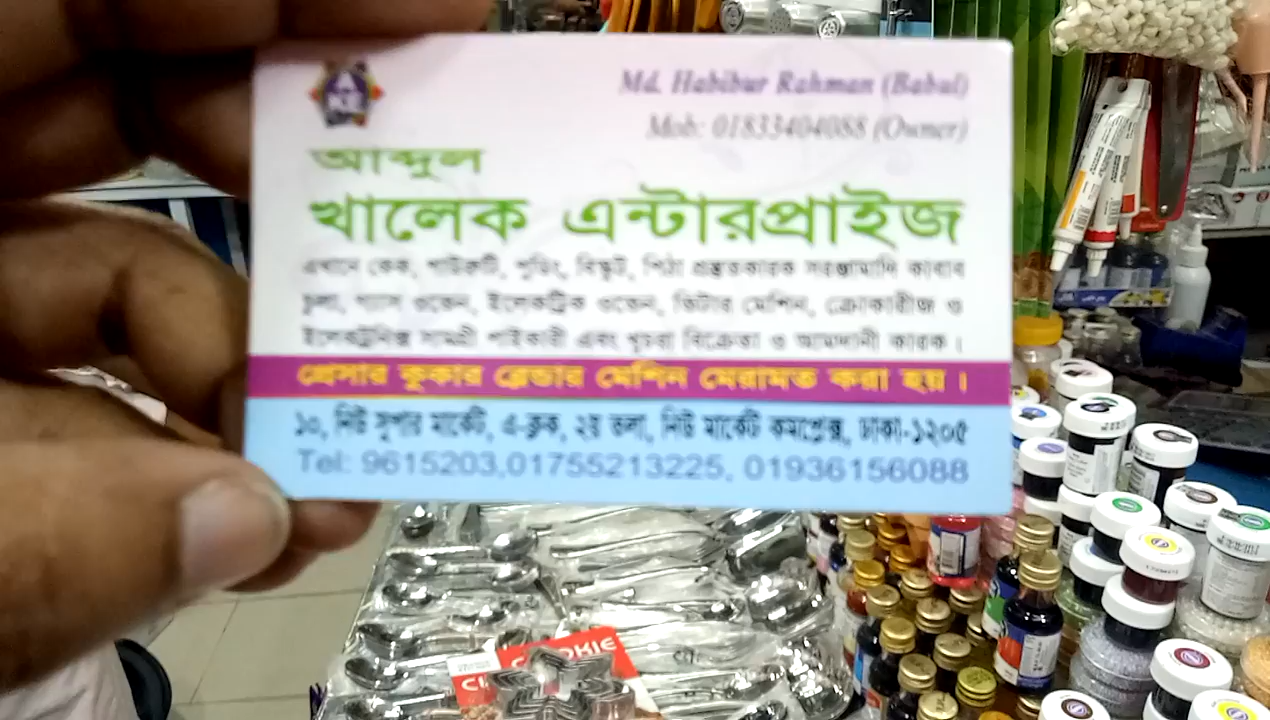 Md. Habibur Rahman (Babul)
Mob: 01833404088 (Owner)
আব্দুল
খালেক এন্টারপ্রাইজ
এখানে কেক, পাউরুটি, পুডিং, বিস্কুট, পিঠা প্রস্তুতকারক সরঞ্জামাদি কাবাব
চুলা, গ্যাস ওভেন, ইলেকট্রিক ওভেন, বিটার মেশিন, ক্রোকারীজ ও
ইলেকট্রনিক্স সামগ্রী পাইকারী এবং খুচরা বিক্রেতা ও আমদানী কারক।
প্রেসার কুকার ব্লেন্ডার মেশিন মেরামত করা হয়।
১০, নিউ সুপার মার্কেট, এ-ব্লক, ২য় তলা, নিউ মার্কেট কমপ্লেক্স, ঢাকা-১২০৫
Tel: 9615203,01755213225, 01936156088
COOKIE